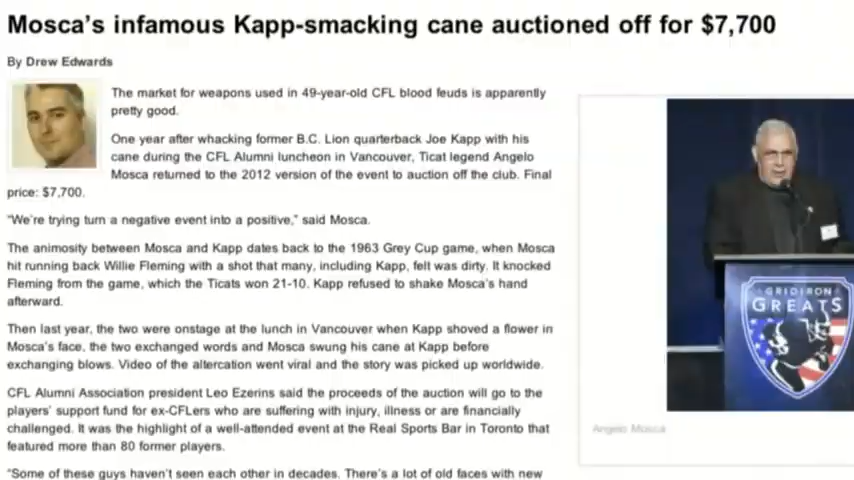 Mosca's infamous Kapp-smacking cane auctioned off for $7,700
By Drew Edwards
The market for weapons used in 49-year-old CFL blood feuds is apparently
pretty good.
One year after whacking former B.C. Lion quarterback Joe Kapp with his
cane during the CFL Alumni luncheon in Vancouver, Ticat legend Angelo
Mosca returned to the 2012 version of the event to auction off the club. Final
price: $7,700.
"We're trying turn a negative event into a positive," said Mosca.
The animosity between Mosca and Kapp dates back to the 1963 Grey Cup game, when Mosca
hit running back Willie Fleming with a shot that many, including Kapp, felt was dirty. It knocked
Fleming from the game, which the Ticats won 21-10. Kapp refused to shake Mosca's hand
afterward.
Then last year, the two were onstage at the lunch in Vancouver when Kapp shoved a flower in
Mosca's face, the two exchanged words and Mosca swung his cane at Kapp before
exchanging blows. Video of the altercation went viral and the story was picked up worldwide.
CFL Alumni Association president Leo Ezerins said the proceeds of the auction will go to the
players' support fund for ex-CFLers who are suffering with injury, illness or are financially
challenged. It was the highlight of a well-attended event at the Real Sports Bar in Toronto that
featured more than 80 former players.
"Some of these guys haven't seen each other in decades. There's a lot of old faces with new
GRIDIRON
GREATS
Angelo Mosca